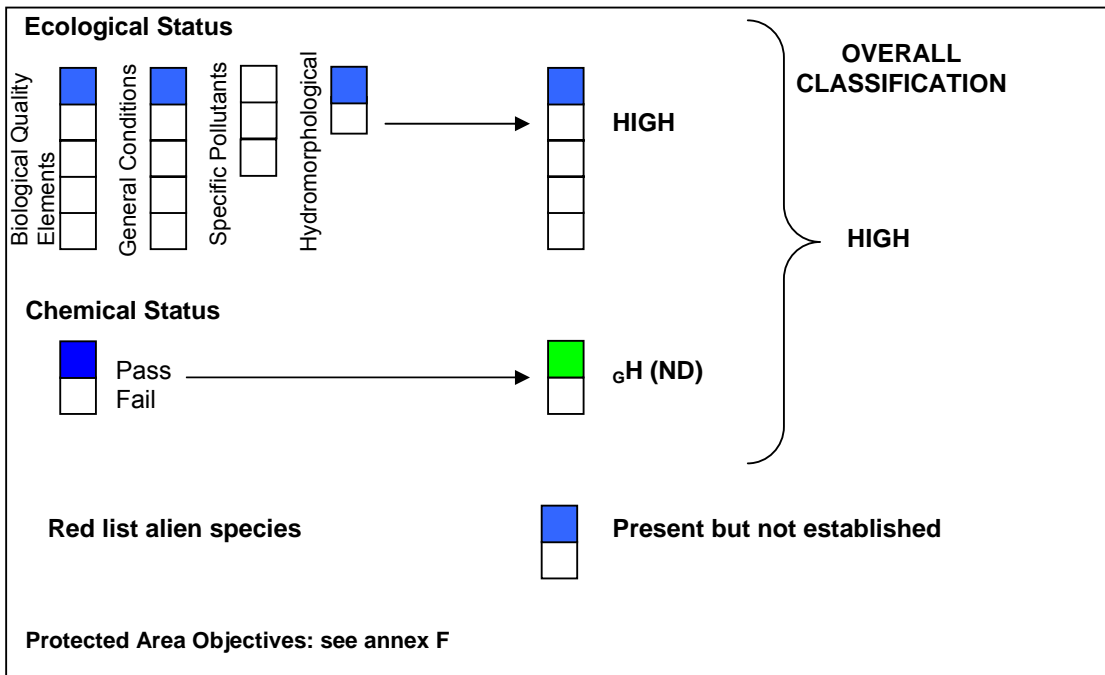 Ecological Status
Biological Quality
Elements
General Conditions
Specific Pollutants
Hydromorphological
HIGH
OVERALL
CLASSIFICATION
HIGH
Chemical Status
Pass
Fail
GH (ND)
Red list alien species
Present but not established
Protected Area Objectives: see annex F